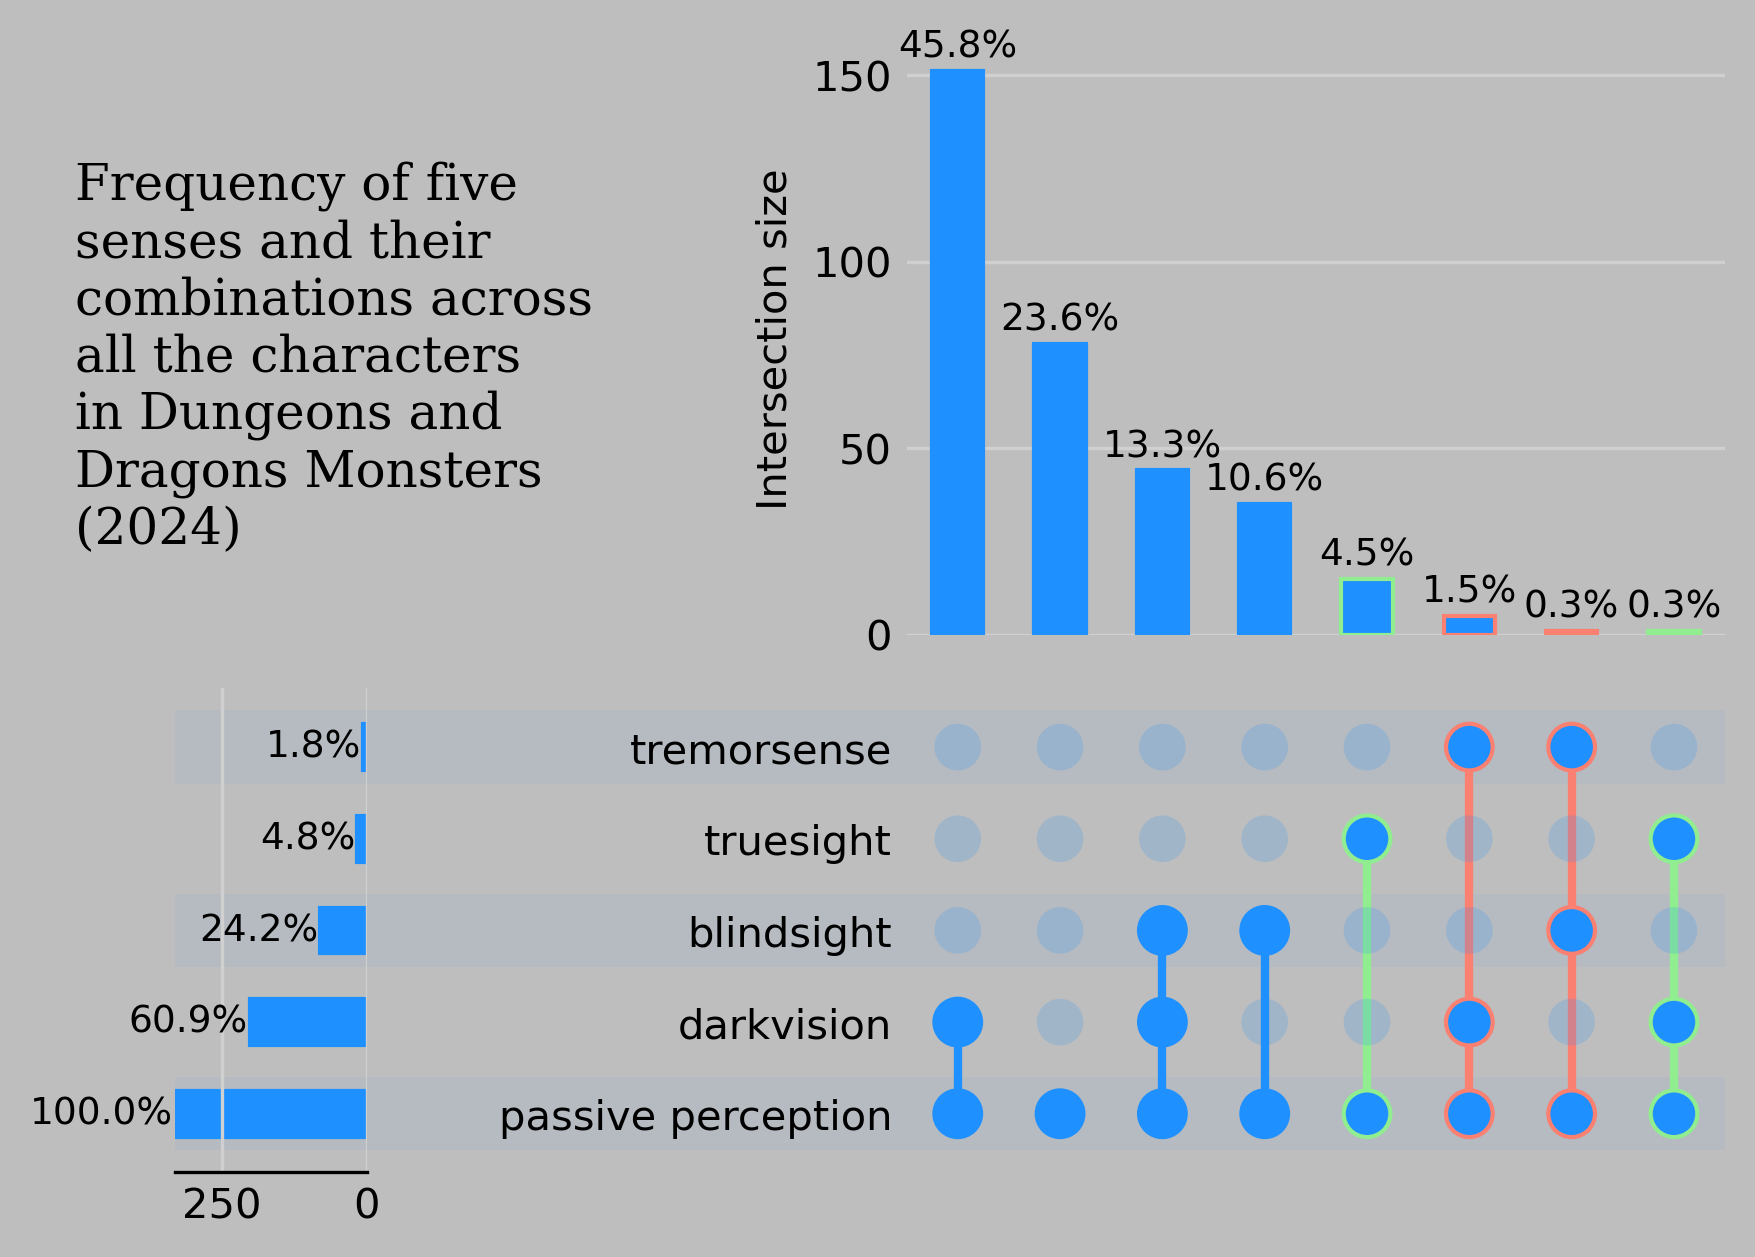 Frequency of five
senses and their
combinations across
all the characters
in Dungeons and
Dragons Monsters
(2024)
Intersection size
150
100
50
0
45.8%
23.6%
13.3%
10.6%
4.5%
1.5%
0.3%
0.3%
1.8%
tremorsense
4.8%
truesight
24.2%
blindsight
60.9%
darkvision
100.0%
passive perception
250
0